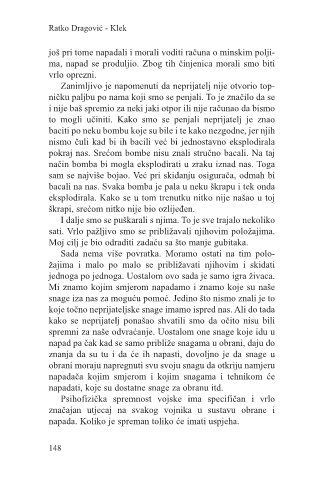 Ratko Dragović - Klek
još pri tome napadali i morali voditi računa o minskim polji-
ma, napad se produljio. Zbog tih činjenica morali smo biti
vrlo oprezni.
Zanimljivo je napomenuti da neprijatelj nije otvorio top-
ničku paljbu po nama koji smo se penjali. To je značilo da se
i nije baš spremio za neki jaki otpor ili nije računao da bismo
to mogli učiniti. Kako smo se penjali neprijatelj je znao
baciti po neku bombu koje su bile i te kako nezgodne, jer njih
nismo čuli kad bi ih bacili već bi jednostavno eksplodirala
pokraj nas. Srećom bombe nisu znali stručno bacali. Na taj
način bomba bi mogla eksplodirati u zraku iznad nas. Toga
sam se najviše bojao. Već pri skidanju osigurača, odmah bi
bacali na nas. Svaka bomba je pala u neku škrapu i tek onda
eksplodirala. Kako se u tom trenutku nitko nije našao u toj
škrapi, srećom nitko nije bio ozlijeđen.
I dalje smo se puškarali s njima. To je sve trajalo nekoliko
sati. Vrlo pažljivo smo se približavali njihovim položajima.
Moj cilj je bio odraditi zadaću sa što manje gubitaka.
Sada nema više povratka. Moramo ostati na tim polo-
žajima i malo po malo se približavati njihovim i skidati
jednoga po jednoga. Uostalom ovo sada je samo igra živaca.
Mi znamo kojim smjerom napadamo i znamo koje su naše
snage iza nas za moguću pomoć. Jedino što nismo znali je to
koje točno neprijateljske snage imamo ispred nas. Ali do tada
kako se neprijatelj ponašao shvatili smo da očito nisu bili
spremni za naše odvraćanje. Uostalom one snage koje idu u
napad pa čak kad se samo približe snagama u obrani, daju do
znanja da su tu i da će ih napasti, dovoljno je da snage u
obrani moraju napregnuti svu svoju snagu da otkriju namjeru
napadača kojim smjerom i kojim snagama i tehnikom će
napadati, koje su dostatne snage za obranu itd.
Psihofizička spremnost vojske ima specifičan i vrlo
značajan utjecaj na svakog vojnika u sustavu obrane i
napada. Koliko je spreman toliko će imati uspjeha.
148